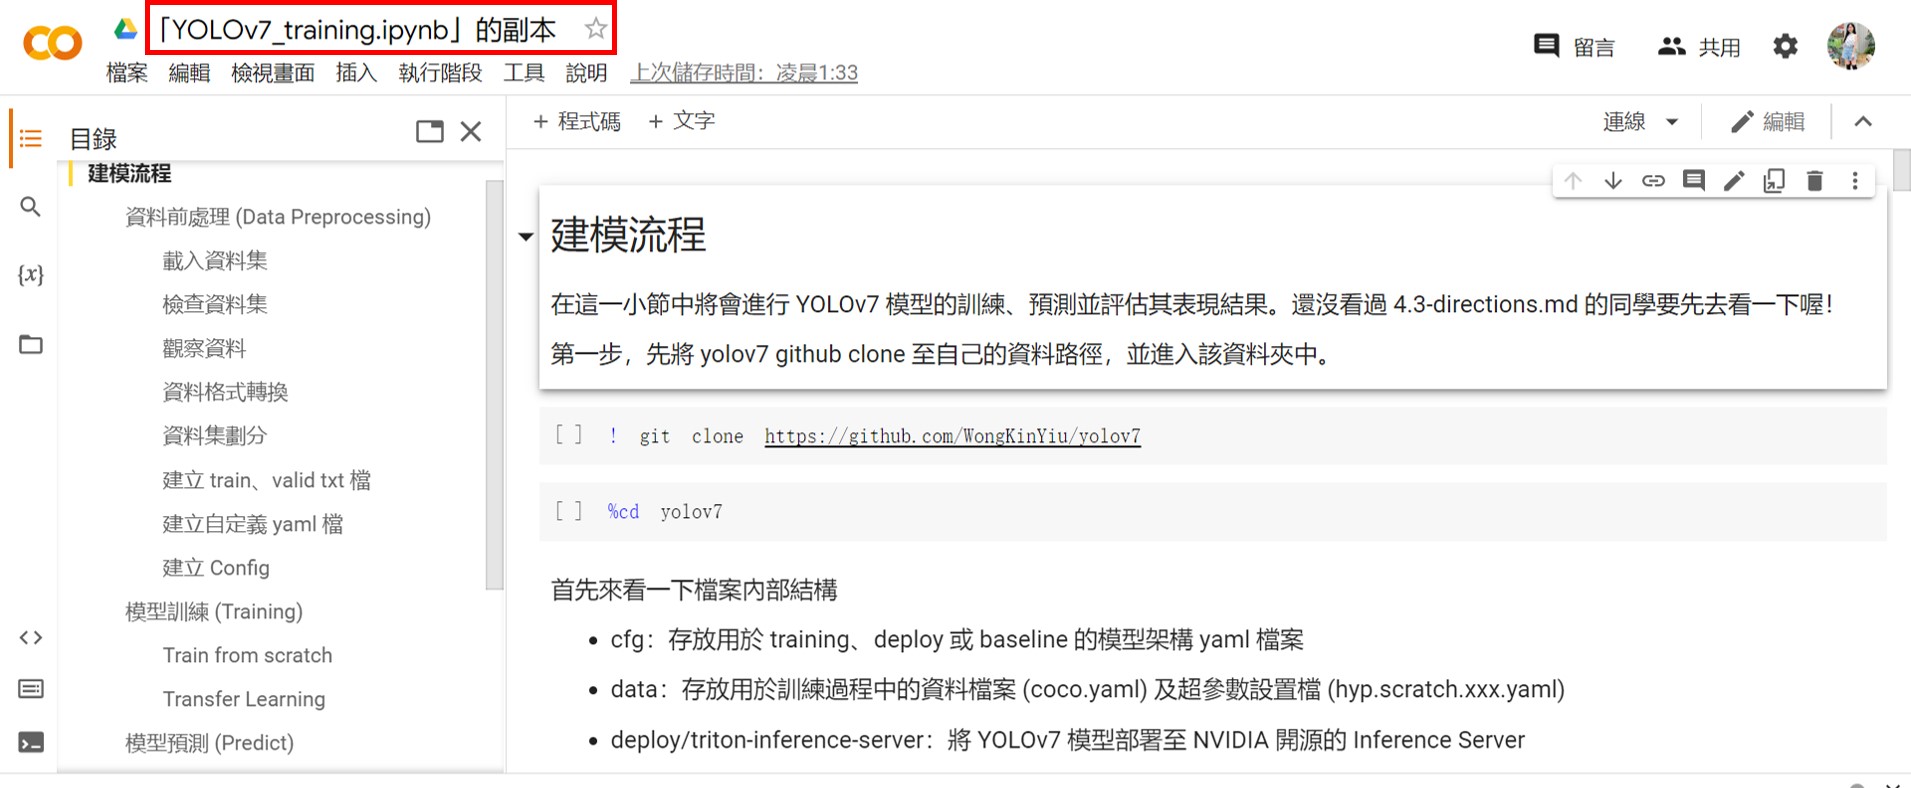 「YOLOv7_training.ipynb」的副本
留言 共用
檔案 編輯 檢視畫面 插入 執行階段 工具 說明 上次儲存時間：凌晨1:33
目錄
+ 程式碼 + 文字
連線 編輯
建模流程
資料前處理 (Data Preprocessing)
載入資料集
檢查資料集
觀察資料
資料格式轉換
資料集劃分
建立 train、valid txt 檔
建立自定義 yaml 檔
建立 Config
模型訓練 (Training)
Train from scratch
Transfer Learning
模型預測 (Predict)
{x}
建模流程
在這一小節中將會進行 YOLOv7 模型的訓練、預測並評估其表現結果。還沒看過 4.3-directions.md 的同學要先去看一下喔！
第一步，先將 yolov7 github clone 至自己的資料路徑，並進入該資料夾中。
[ ] ! git clone https://github.com/WongKinYiu/yolov7
[ ] %cd yolov7
首先來看一下檔案內部結構
• cfg：存放用於 training、deploy 或 baseline 的模型架構 yaml 檔案
• data：存放用於訓練過程中的資料檔案 (coco.yaml) 及超參數設置檔 (hyp.scratch.xxx.yaml)
• deploy/triton-inference-server：將 YOLOv7 模型部署至 NVIDIA 開源的 Inference Server